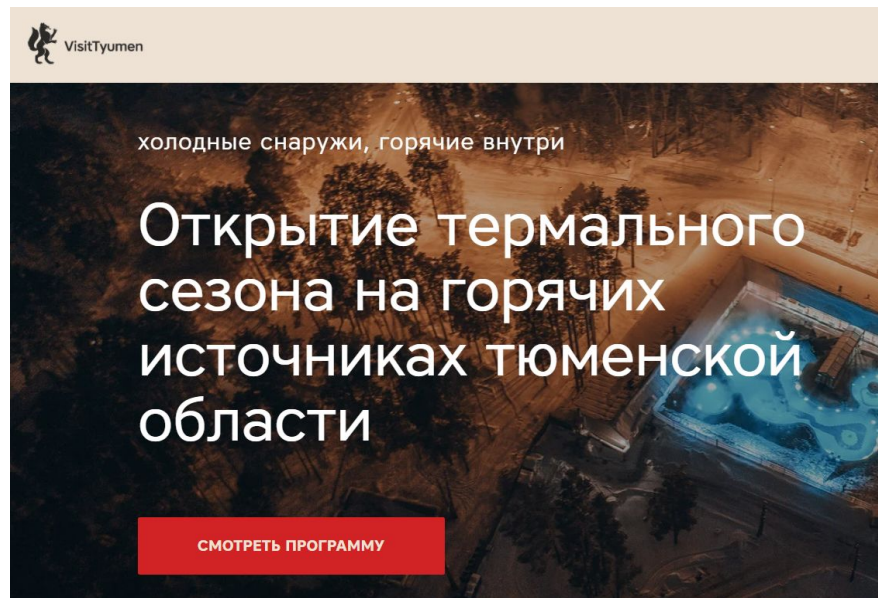 VisitTyumen
холодные снаружи, горячие внутри
Открытие термального
сезона на горячих
источниках тюменской
области
СМОТРЕТЬ ПРОГРАММУ